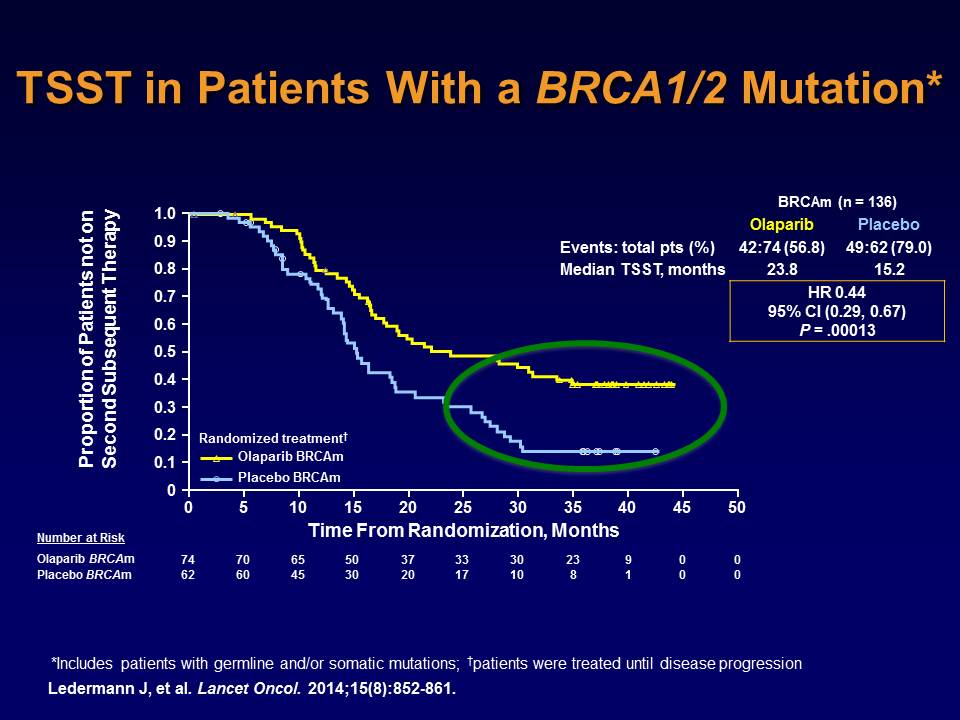 TSST in Patients With a BRCA1/2 Mutation*
BRCAm (n = 136)
Olaparib Placebo
Events: total pts (%) 42:74 (56.8) 49:62 (79.0)
Median TSST, months 23.8 15.2
HR 0.44
95% CI (0.29, 0.67)
P = .00013
Proportion of Patients not on
Second Subsequent Therapy
1.0
0.9
0.8
0.7
0.6
0.5
0.4
0.3
0.2
0.1
0
Randomized treatment†
Olaparib BRCAm
Placebo BRCAm
0 5 10 15 20 25 30 35 40 45 50
Time From Randomization, Months
Number at Risk
Olaparib BRCAm 74 70 65 50 37 33 30 23 9 0 0
Placebo BRCAm 62 60 45 30 20 17 10 8 1 0 0
*Includes patients with germline and/or somatic mutations; †patients were treated until disease progression
Ledermann J, et al. Lancet Oncol. 2014;15(8):852-861.